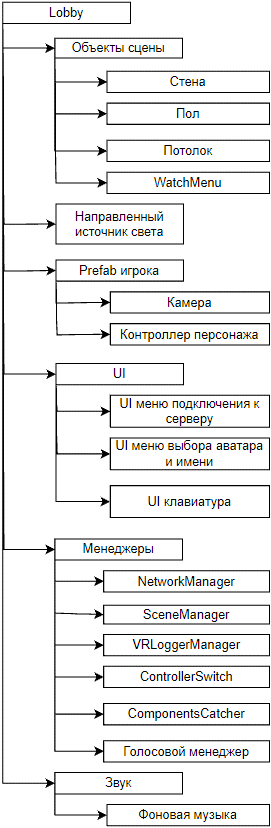 Lobby
Объекты сцены
Стена
Пол
Потолок
WatchMenu
Направленный
источник света
Prefab игрока
Камера
Контроллер персонажа
UI
UI меню подключения к
серверу
UI меню выбора аватара
и имени
UI клавиатура
Менеджеры
NetworkManager
SceneManager
VRLoggerManager
ControllerSwitch
ComponentsCatcher
Голосовой менеджер
Звук
Фоновая музыка